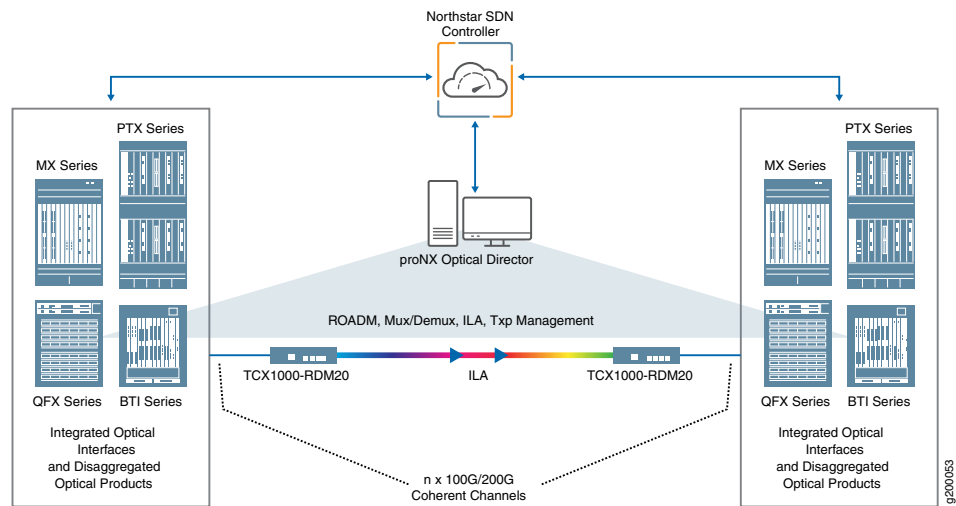 Northstar SDN
Controller
PTX Series
MX Series
QFX Series
BTI Series
Integrated Optical
Interfaces
and Disaggregated
Optical Products
proNX Optical Director
ROADM, Mux/Demux, ILA, Txp Management
TCX1000-RDM20
ILA
TCX1000-RDM20
n x 100G/200G
Coherent Channels
PTX Series
MX Series
QFX Series
BTI Series
Integrated Optical
Interfaces
and Disaggregated
Optical Products
g200053